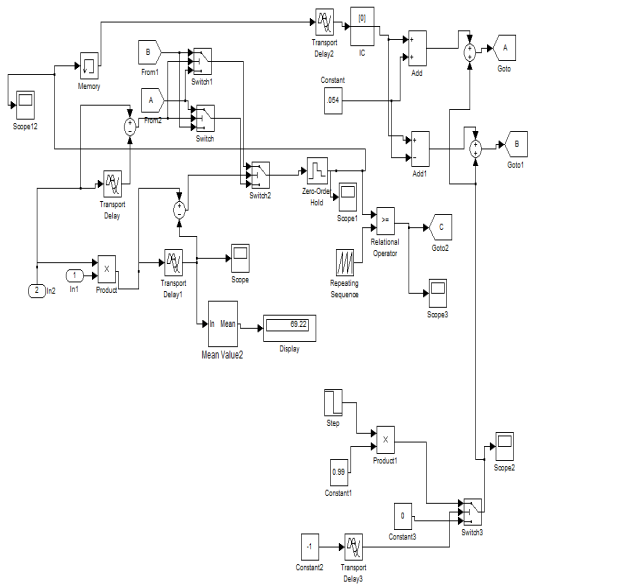 [0]
Transport
Delay2
IC
A
Goto
B
From1
Switch1
Memory
Add
Constant
.054
A
From2
Scope12
Switch
B
Goto1
Add1
Switch2
Zero-Order
Hold
Transport
Delay
Scope1
>=
C
Goto2
Relational
Operator
X
1
In1
2
In2
Product
Transport
Delay1
Scope
Repeating
Sequence
Scope3
In Mean
69.22
Mean Value2
Display
Step
X
Product1
0.99
Constant1
Scope2
0
Constant3
Switch3
-1
Constant2
Transport
Delay3